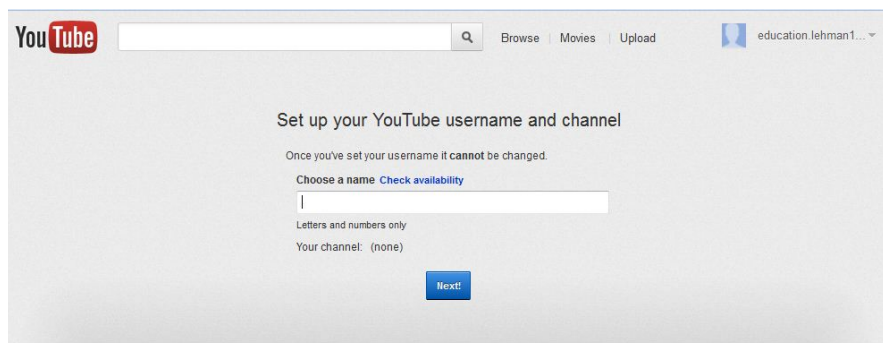 YouTube Browse Movies Upload education.lehman1...
Set up your YouTube username and channel
Once you've set your username it cannot be changed.
Choose a name Check availability
Letters and numbers only
Your channel: (none)
Next!